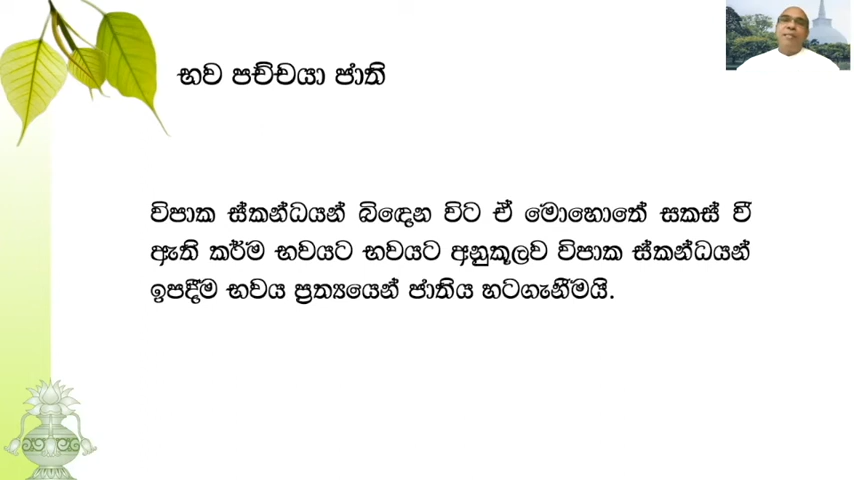 භව පච්චයා ජාති
විපාක ස්කන්ධයන් බිඳෙන විට ඒ මොහොතේ සකස් වී
ඇති කර්ම භවයට භවයට අනුකූලව විපාක ස්කන්ධයන්
ඉපදීම භවය ප්‍රත්‍යයෙන් ජාතිය හටගැනීමයි.